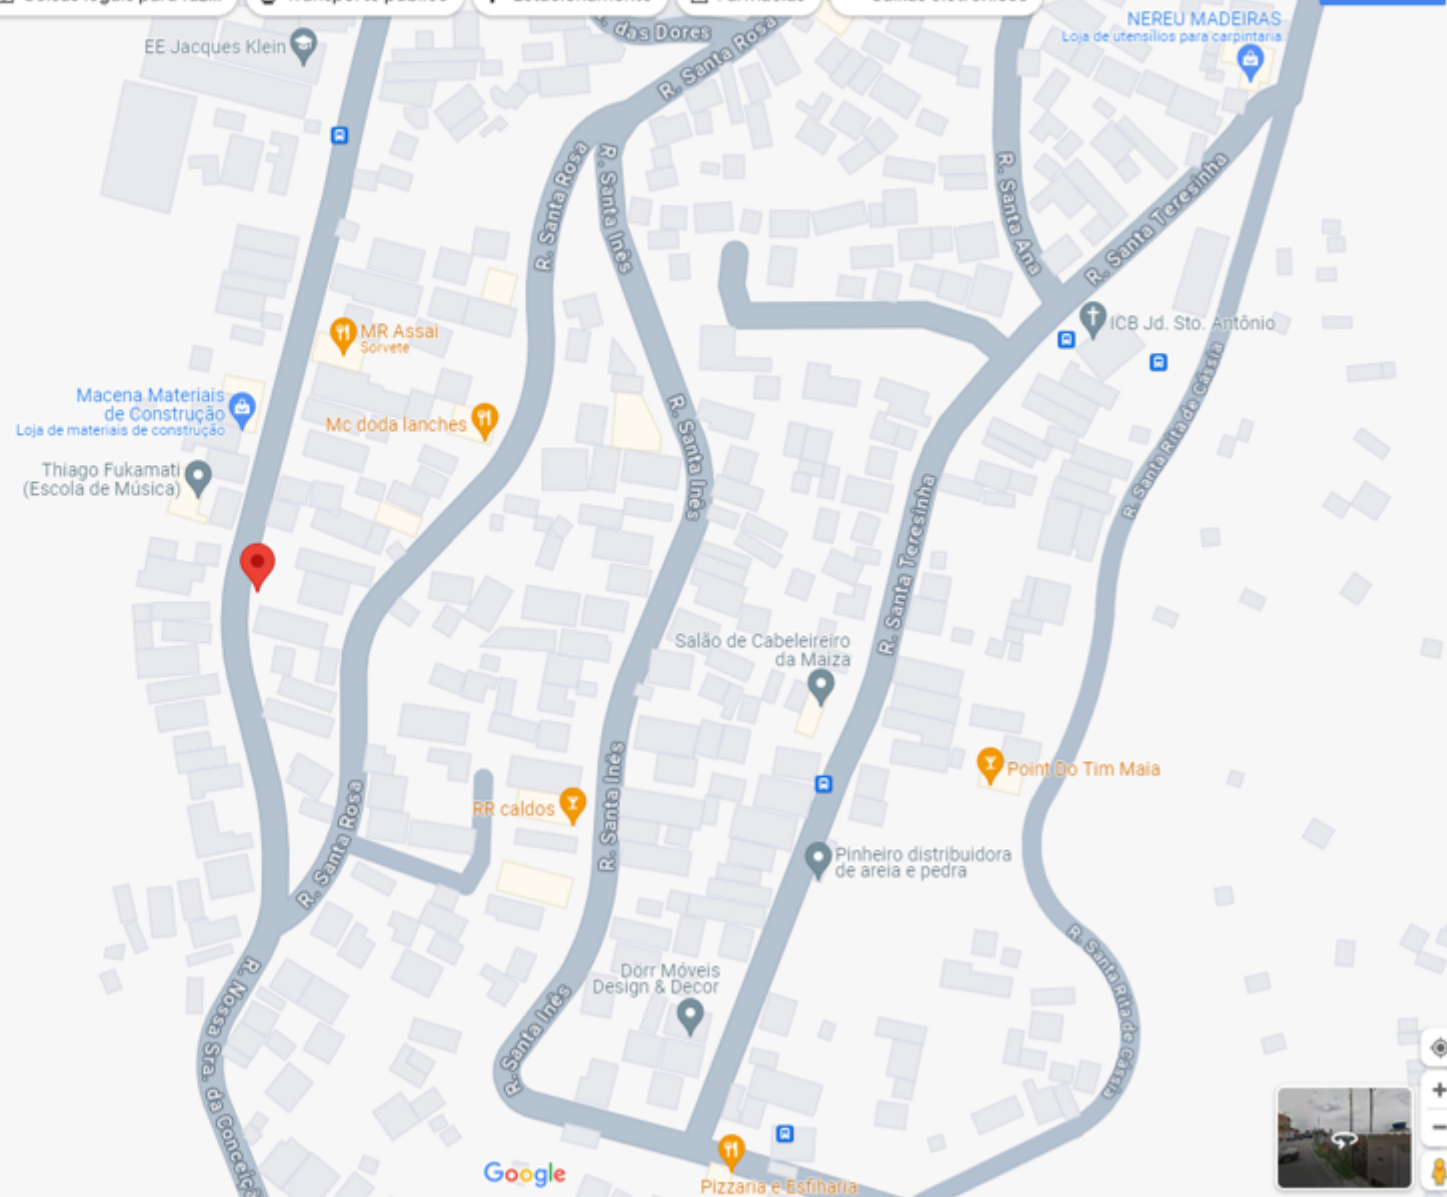 Farmácias
das Dores
R. Santa Rosa
NEREU MADEIRAS
Loja de utensílios para carpintaria
EE Jacques Klein
R. Santa Rosa
R. Santa Inês
R. Santa Ana
R. Santa Teresinha
MR Assai
Sorvete
ICB Jd. Sto. Antônio
Macena Materiais
de Construção
Loja de materiais de construção
Mc doda lanches
R. Santa Inês
R. Santa Rita de Cássia
Thiago Fukamati
(Escola de Música)
R. Santa Teresinha
Salão de Cabeleireiro
da Maiza
Point Do Tim Maia
RR caldos
R. Santa Inês
R. Santa Rosa
Pinheiro distribuidora
de areia e pedra
R. Nossa Sra. da Conceiçã
Dörr Móveis
Design & Decor
R. Santa Rita de Cássia
R. Santa Inês
Google
Pizzaria e Esfiharia